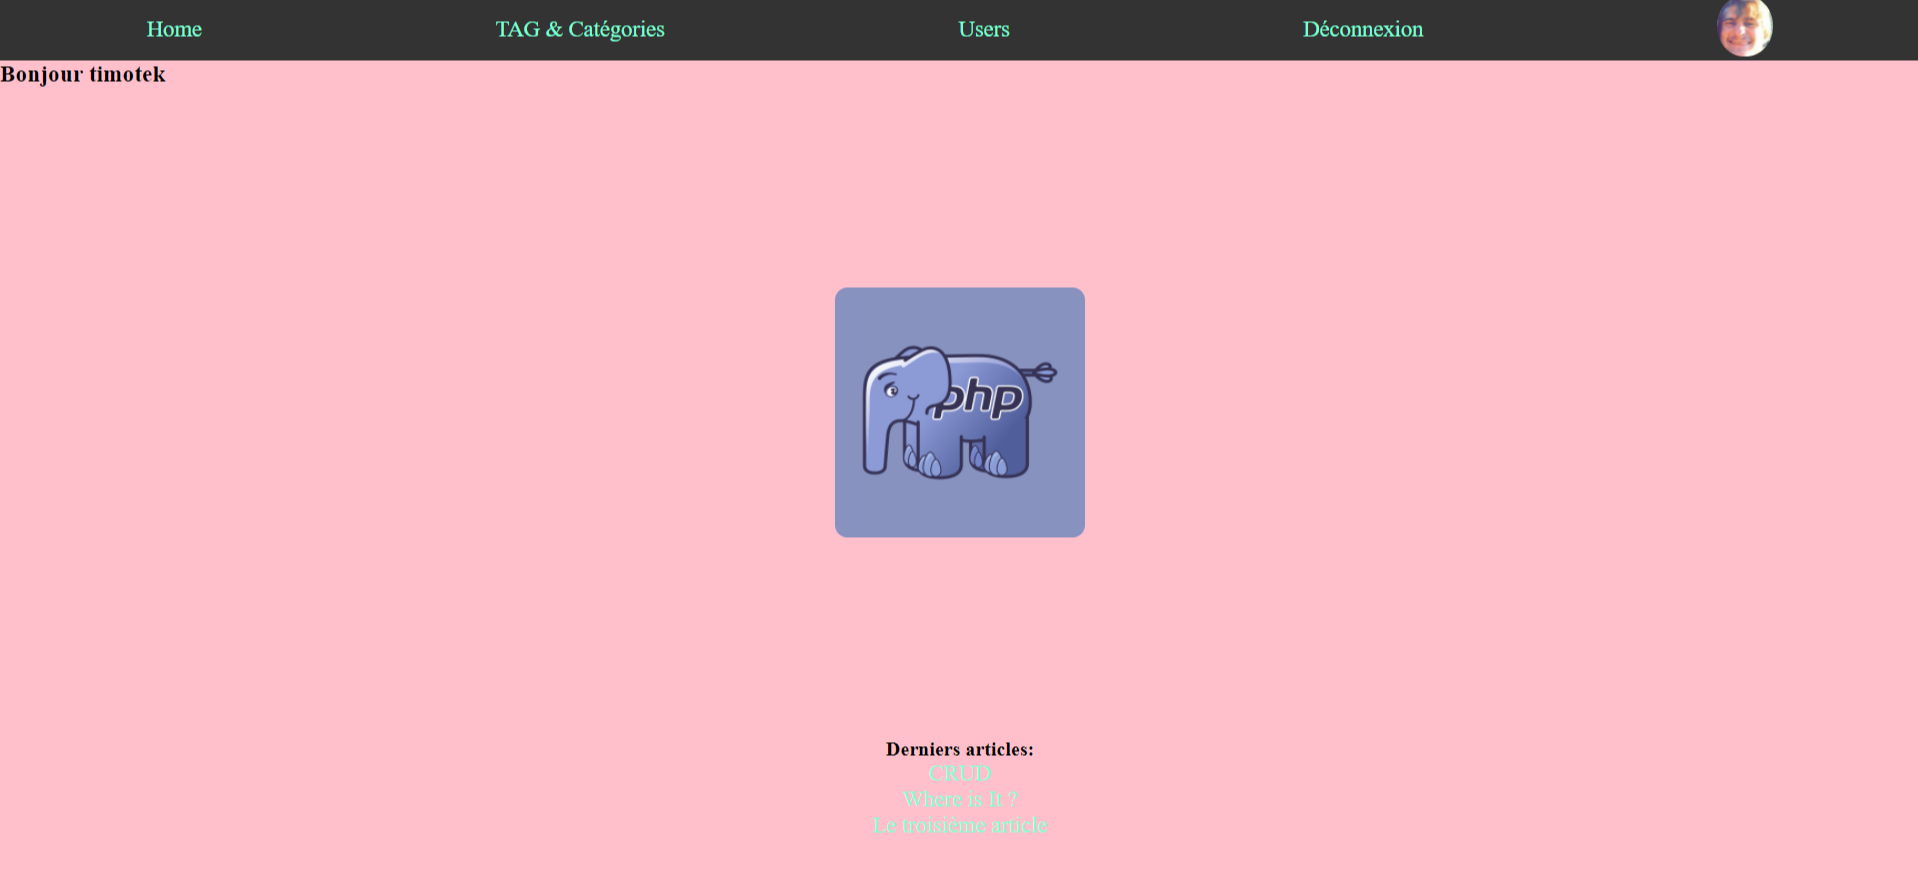 Home
TAG & Catégories
Users
Déconnexion
Bonjour timotek
php
Derniers articles:
CRUD
Where is It ?
Le troisième article